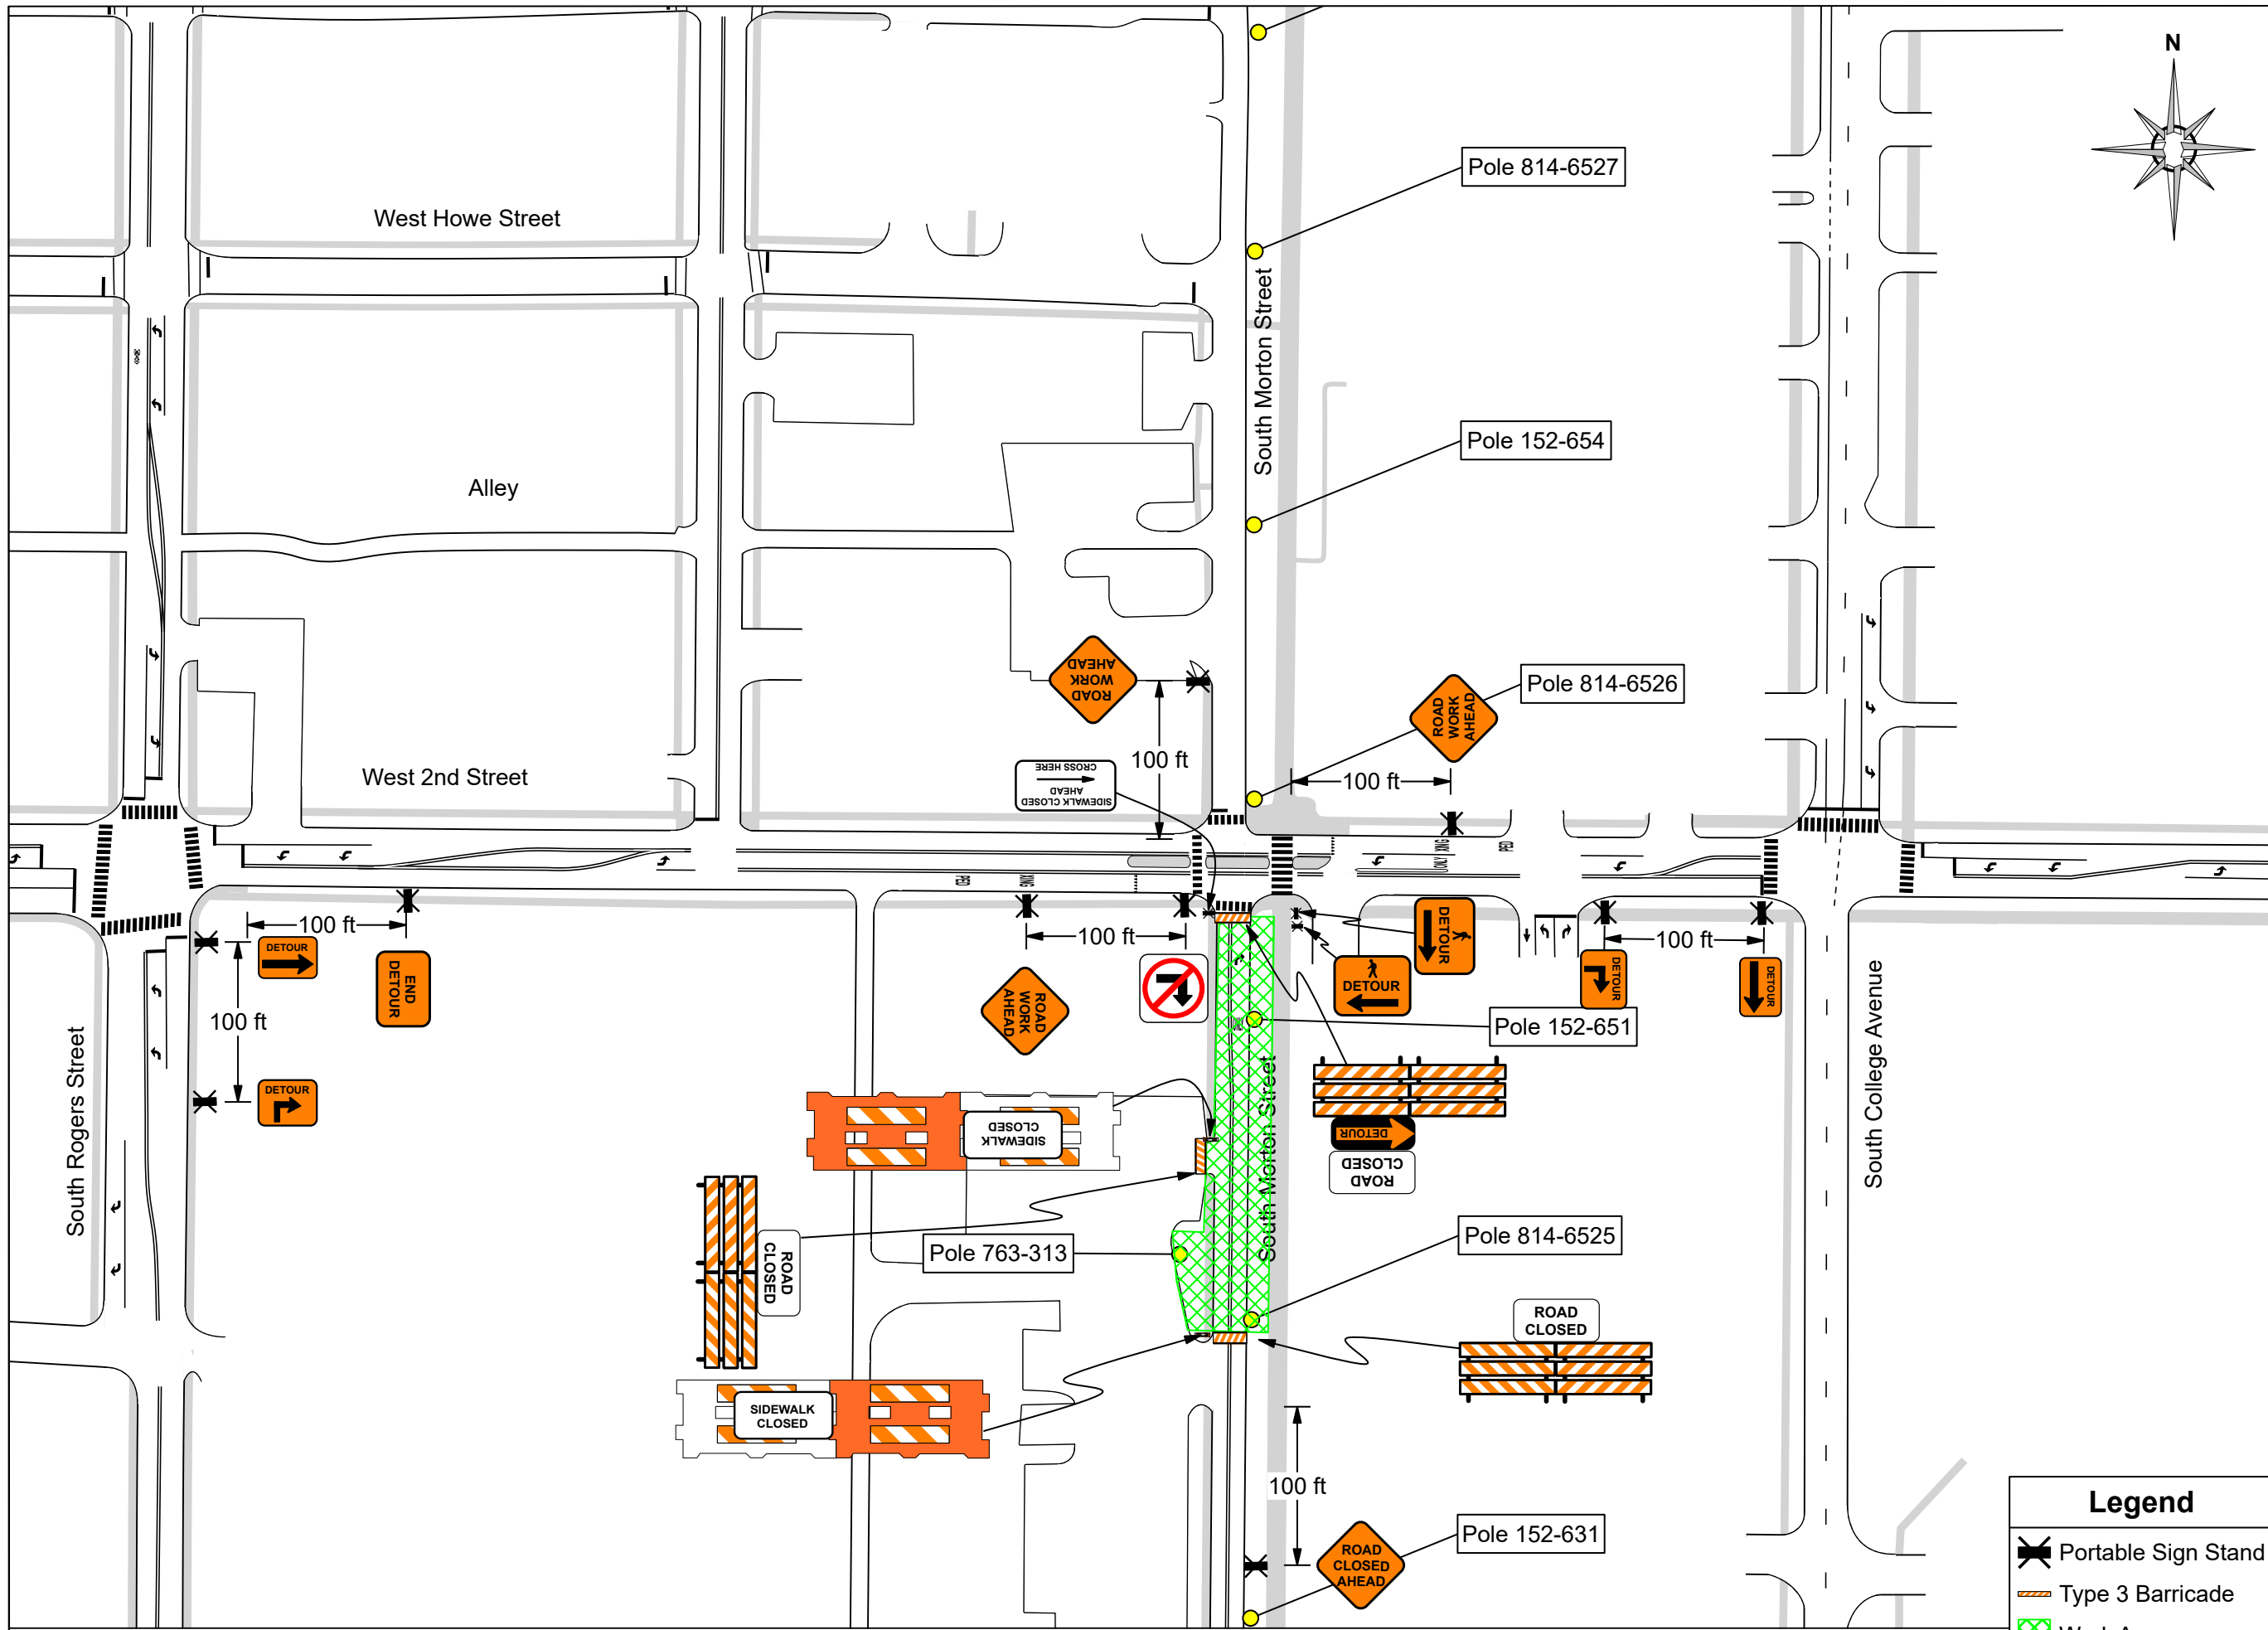 N
Pole 814-6527
West Howe Street
South Morton Street
Pole 152-654
Alley
ROAD
WORK
AHEAD
Pole 814-6526
ROAD
WORK
AHEAD
100 ft
100 ft
SIDEWALK CLOSED
AHEAD
CROSS HERE
West 2nd Street
PED
XING
ONLY
XING
PED
100 ft
100 ft
100 ft
DETOUR
END
DETOUR
100 ft
DETOUR
ROAD
WORK
AHEAD
DETOUR
DETOUR
DETOUR
DETOUR
Pole 152-651
South Rogers Street
South Morton Street
South College Avenue
SIDEWALK
CLOSED
DETOUR
ROAD
CLOSED
ROAD
CLOSED
Pole 763-313
Pole 814-6525
ROAD
CLOSED
SIDEWALK
CLOSED
100 ft
Pole 152-631
ROAD
CLOSED
AHEAD
Legend
Portable Sign Stand
Type 3 Barricade